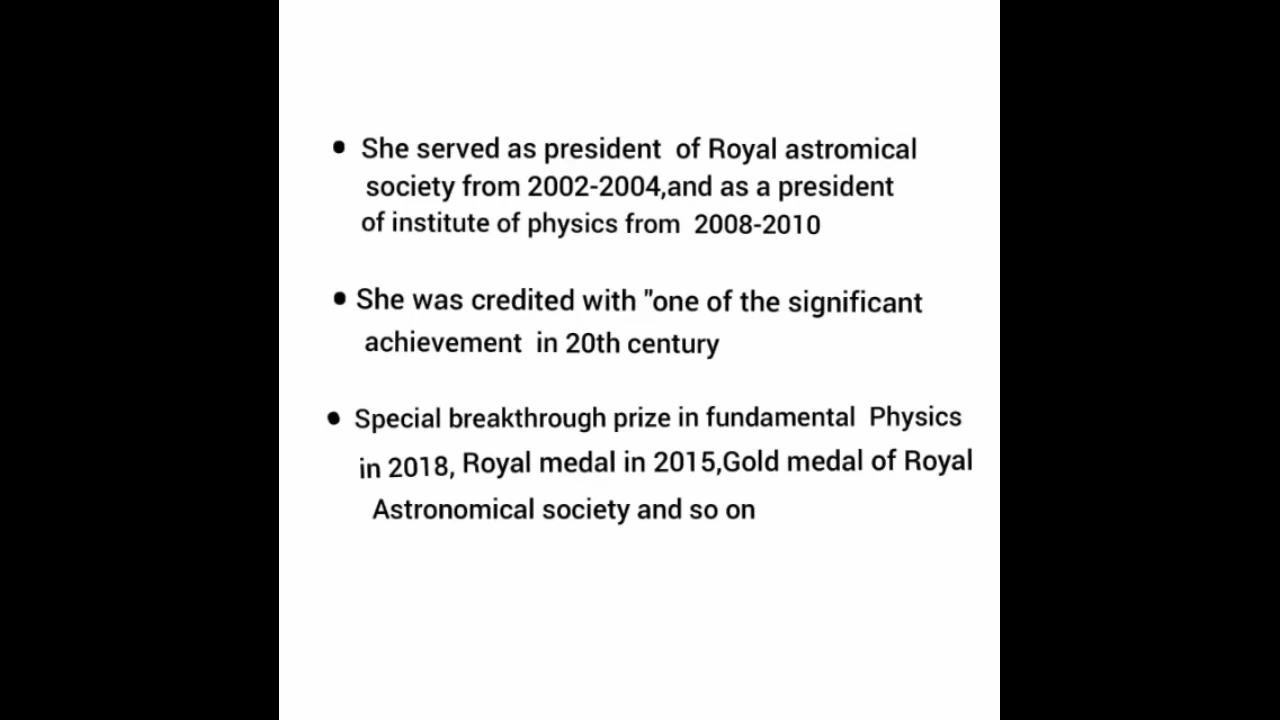 • She served as president of Royal astromical
society from 2002-2004,and as a president
of institute of physics from 2008-2010
• She was credited with "one of the significant
achievement in 20th century
• Special breakthrough prize in fundamental Physics
in 2018, Royal medal in 2015,Gold medal of Royal
Astronomical society and so on